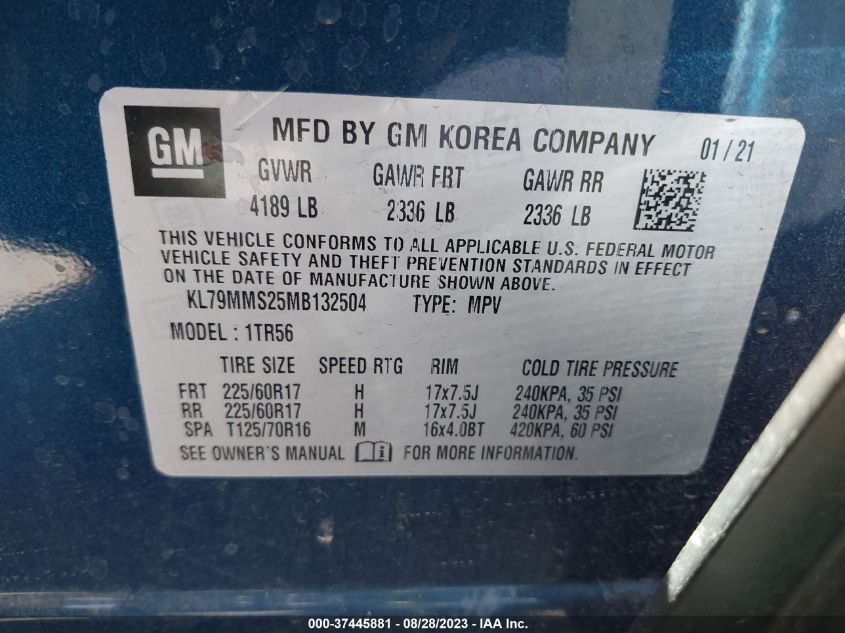 GM MFD BY GM KOREA COMPANY 01/21
GVWR GAWR FRT GAWR RR
4189 LB 2336 LB 2336 LB
THIS VEHICLE CONFORMS TO ALL APPLICABLE U.S. FEDERAL MOTOR
VEHICLE SAFETY AND THEFT PREVENTION STANDARDS IN EFFECT
ON THE DATE OF MANUFACTURE SHOWN ABOVE.
KL79MMS25MB132504 TYPE: MPV
MODEL: 1TR56
TIRE SIZE SPEED RTG RIM COLD TIRE PRESSURE
FRT 225/60R17 H 17x7.5J 240KPA, 35 PSI
RR 225/60R17 H 17x7.5J 240KPA, 35 PSI
SPA T125/70R16 M 16x4.0BT 420KPA, 60 PSI
SEE OWNER'S MANUAL i FOR MORE INFORMATION.
000-37445881 / 08/28/2023 - © IAA Inc.